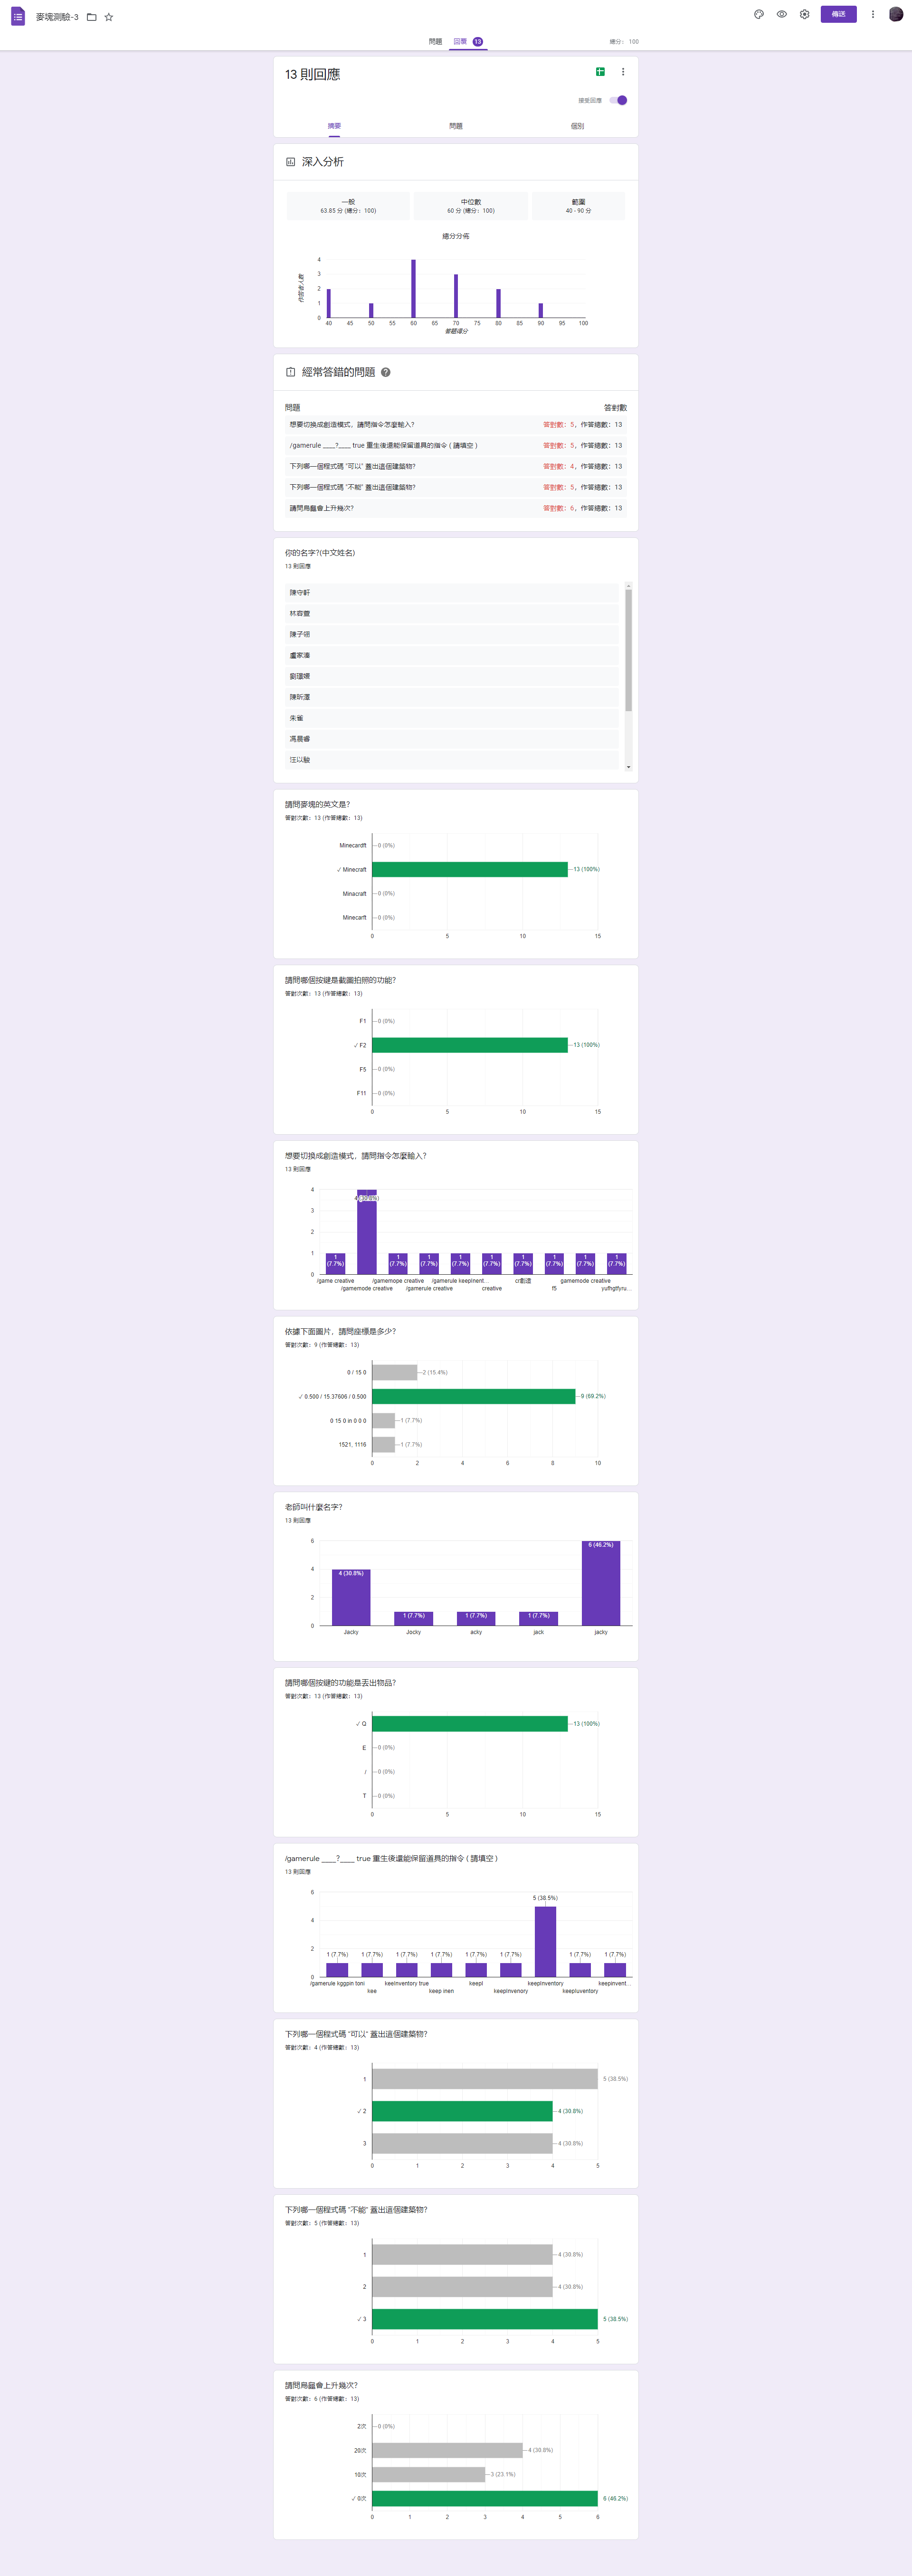 麥塊測驗-3
傳送
問題
回覆 13
總分： 100
13 則回應
接受回應
摘要
問題
個別
深入分析
一般
63.85 分 (總分： 100)
中位數
60 分 (總分： 100)
範圍
40 - 90 分
總分分佈
作答者人數
4
3
2
1
0
40 45 50 55 60 65 70 75 80 85 90 95 100
答題得分
經常答錯的問題
問題 答對數
想要切換成創造模式，請問指令怎麼輸入? 答對數：5，作答總數：13
/gamerule ____?____ true 重生後還能保留道具的指令 ( 請填空 ) 答對數：5，作答總數：13
下列哪一個程式碼 "可以" 蓋出這個建築物? 答對數：4，作答總數：13
下列哪一個程式碼 "不能" 蓋出這個建築物? 答對數：5，作答總數：13
請問烏龜會上升幾次? 答對數：6，作答總數：13
你的名字?(中文姓名)
13 則回應
陳守軒
陳子翎
朱雀
汪以駿
請問麥塊的英文是?
答對次數：13 (作答總數：13)
Minecardft 0 (0%)
✓ Minecraft 13 (100%)
Minacraft 0 (0%)
Minecarft 0 (0%)
0 5 10 15
請問哪個按鍵是截圖拍照的功能?
答對次數：13 (作答總數：13)
F1 0 (0%)
✓ F2 13 (100%)
F5 0 (0%)
F11 0 (0%)
0 5 10 15
想要切換成創造模式，請問指令怎麼輸入?
13 則回應
4
3
2
1
0
1 (7.7%) 1 (7.7%) 1 (7.7%) 1 (7.7%) 1 (7.7%) 1 (7.7%) 1 (7.7%) 1 (7.7%) 1 (7.7%)
/game creative /gamemope creative /gamerule keepInent… cr創造 gamemode creative
/gamemode creative /gamerule creative creative f5 yufhgtfyru…
依據下面圖片，請問座標是多少?
答對次數：9 (作答總數：13)
0 / 15 0 2 (15.4%)
✓ 0.500 / 15.37606 / 0.500 9 (69.2%)
0 15 0 in 0 0 0 1 (7.7%)
1521, 1116 1 (7.7%)
0 2 4 6 8 10
老師叫什麼名字?
13 則回應
6
4
2
0
4 (30.8%) 1 (7.7%) 1 (7.7%) 1 (7.7%) 6 (46.2%)
Jacky Jocky acky jack jacky
請問哪個按鍵的功能是丟出物品?
答對次數：13 (作答總數：13)
✓ Q 13 (100%)
E 0 (0%)
/ 0 (0%)
T 0 (0%)
0 5 10 15
/gamerule ____?____ true 重生後還能保留道具的指令 ( 請填空 )
13 則回應
6
4
2
0
1 (7.7%) 1 (7.7%) 1 (7.7%) 1 (7.7%) 1 (7.7%) 1 (7.7%) 5 (38.5%) 1 (7.7%) 1 (7.7%)
/gamerule kggpin toni keeInventory true keepI keepInventory keepInvent…
kee keep inen keepInvenory keepIuventory
下列哪一個程式碼 "可以" 蓋出這個建築物?
答對次數：4 (作答總數：13)
1 5 (38.5%)
✓ 2 4 (30.8%)
3 4 (30.8%)
0 1 2 3 4 5
下列哪一個程式碼 "不能" 蓋出這個建築物?
答對次數：5 (作答總數：13)
1 4 (30.8%)
2 4 (30.8%)
✓ 3 5 (38.5%)
0 1 2 3 4 5
請問烏龜會上升幾次?
答對次數：6 (作答總數：13)
2次 0 (0%)
20次 4 (30.8%)
10次 3 (23.1%)
✓ 0次 6 (46.2%)
0 1 2 3 4 5 6